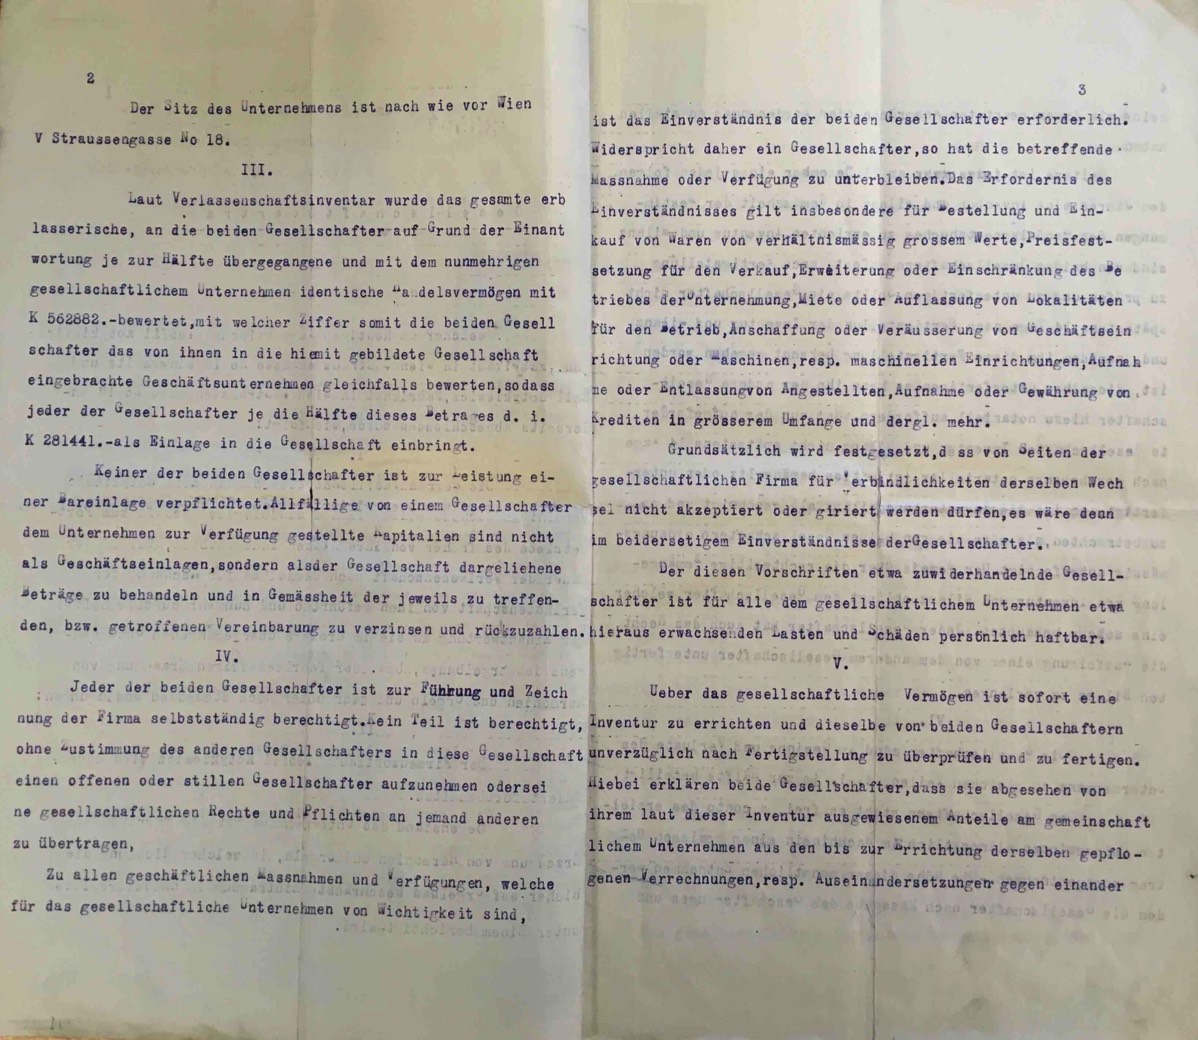 2
Der Sitz des Unternehmens ist nach wie vor Wien
V Straussengasse No 18.
III.
Laut Verlassenschaftsinventar wurde das gesamte erb
lasserische, an die beiden Gesellschafter auf Grund der Einant
wortung je zur Hälfte übergegangene und mit dem nunmehrigen
gesellschaftlichem Unternehmen identische Handelsvermögen mit
K 562882.-bewertet,mit welcher Ziffer somit die beiden Gesell
schafter das von ihnen in die hiemit gebildete Gesellschaft
eingebrachte Geschäftsunternehmen gleichfalls bewerten,sodass
jeder der Gesellschafter je die Hälfte dieses Betrages d. i.
K 281441.-als Einlage in die Gesellschaft einbringt.
Keiner der beiden Gesellschafter ist zur Leistung ei-
ner Bareinlage verpflichtet.Allfällige von einem Gesellschafter
dem Unternehmen zur Verfügung gestellte Kapitalien sind nicht
als Geschäftseinlagen,sondern alsder Gesellschaft dargeliehene
Beträge zu behandeln und in Gemässheit der jeweils zu treffen-
den, bzw. getroffenen Vereinbarung zu verzinsen und rückzuzahlen.
IV.
Jeder der beiden Gesellschafter ist zur Führung und Zeich
nung der Firma selbstständig berechtigt.Kein Teil ist berechtigt,
ohne Zustimmung des anderen Gesellschafters in diese Gesellschaft
einen offenen oder stillen Gesellschafter aufzunehmen odersei
ne gesellschaftlichen Rechte und Pflichten an jemand anderen
zu übertragen,
Zu allen geschäftlichen Massnahmen und Verfügungen, welche
für das gesellschaftliche Unternehmen von Wichtigkeit sind,
3
ist das Einverständnis der beiden Gesellschafter erforderlich.
Widerspricht daher ein Gesellschafter,so hat die betreffende
Massnahme oder Verfügung zu unterbleiben.Das Erfordernis des
Einverständnisses gilt insbesondere für Bestellung und Ein-
kauf von Waren von verhältnismässig grossem Werte,Preisfest-
setzung für den Verkauf,Erweiterung oder Einschränkung des Be
triebes derUnternehmung,Miete oder Auflassung von Lokalitäten
für den Betrieb,Anschaffung oder Veräusserung von Geschäftsein
richtung oder Maschinen,resp. maschinellen Einrichtungen,Aufnah
me oder Entlassungvon Angestellten,Aufnahme oder Gewährung von
Krediten in grösserem Umfange und dergl. mehr.
Grundsätzlich wird festgesetzt,dass von Seiten der
gesellschaftlichen Firma für Verbindlichkeiten derselben Wech
sel nicht akzeptiert oder giriert werden dürfen,es wäre denn
im beidersetigem Einverständnisse derGesellschafter.
Der diesen Vorschriften etwa zuwiderhandelnde Gesell-
schafter ist für alle dem gesellschaftlichem Unternehmen etwa
hieraus erwachsenden Lasten und Schäden persönlich haftbar.
V.
Ueber das gesellschaftliche Vermögen ist sofort eine
Inventur zu errichten und dieselbe von beiden Gesellschaftern
unverzüglich nach Fertigstellung zu überprüfen und zu fertigen.
Hiebei erklären beide Gesellschafter,dass sie abgesehen von
ihrem laut dieser Inventur ausgewiesenem Anteile am gemeinschaft
lichem Unternehmen aus den bis zur Errichtung derselben gepflo-
genen Verrechnungen,resp. Auseinandersetzungen gegen einander